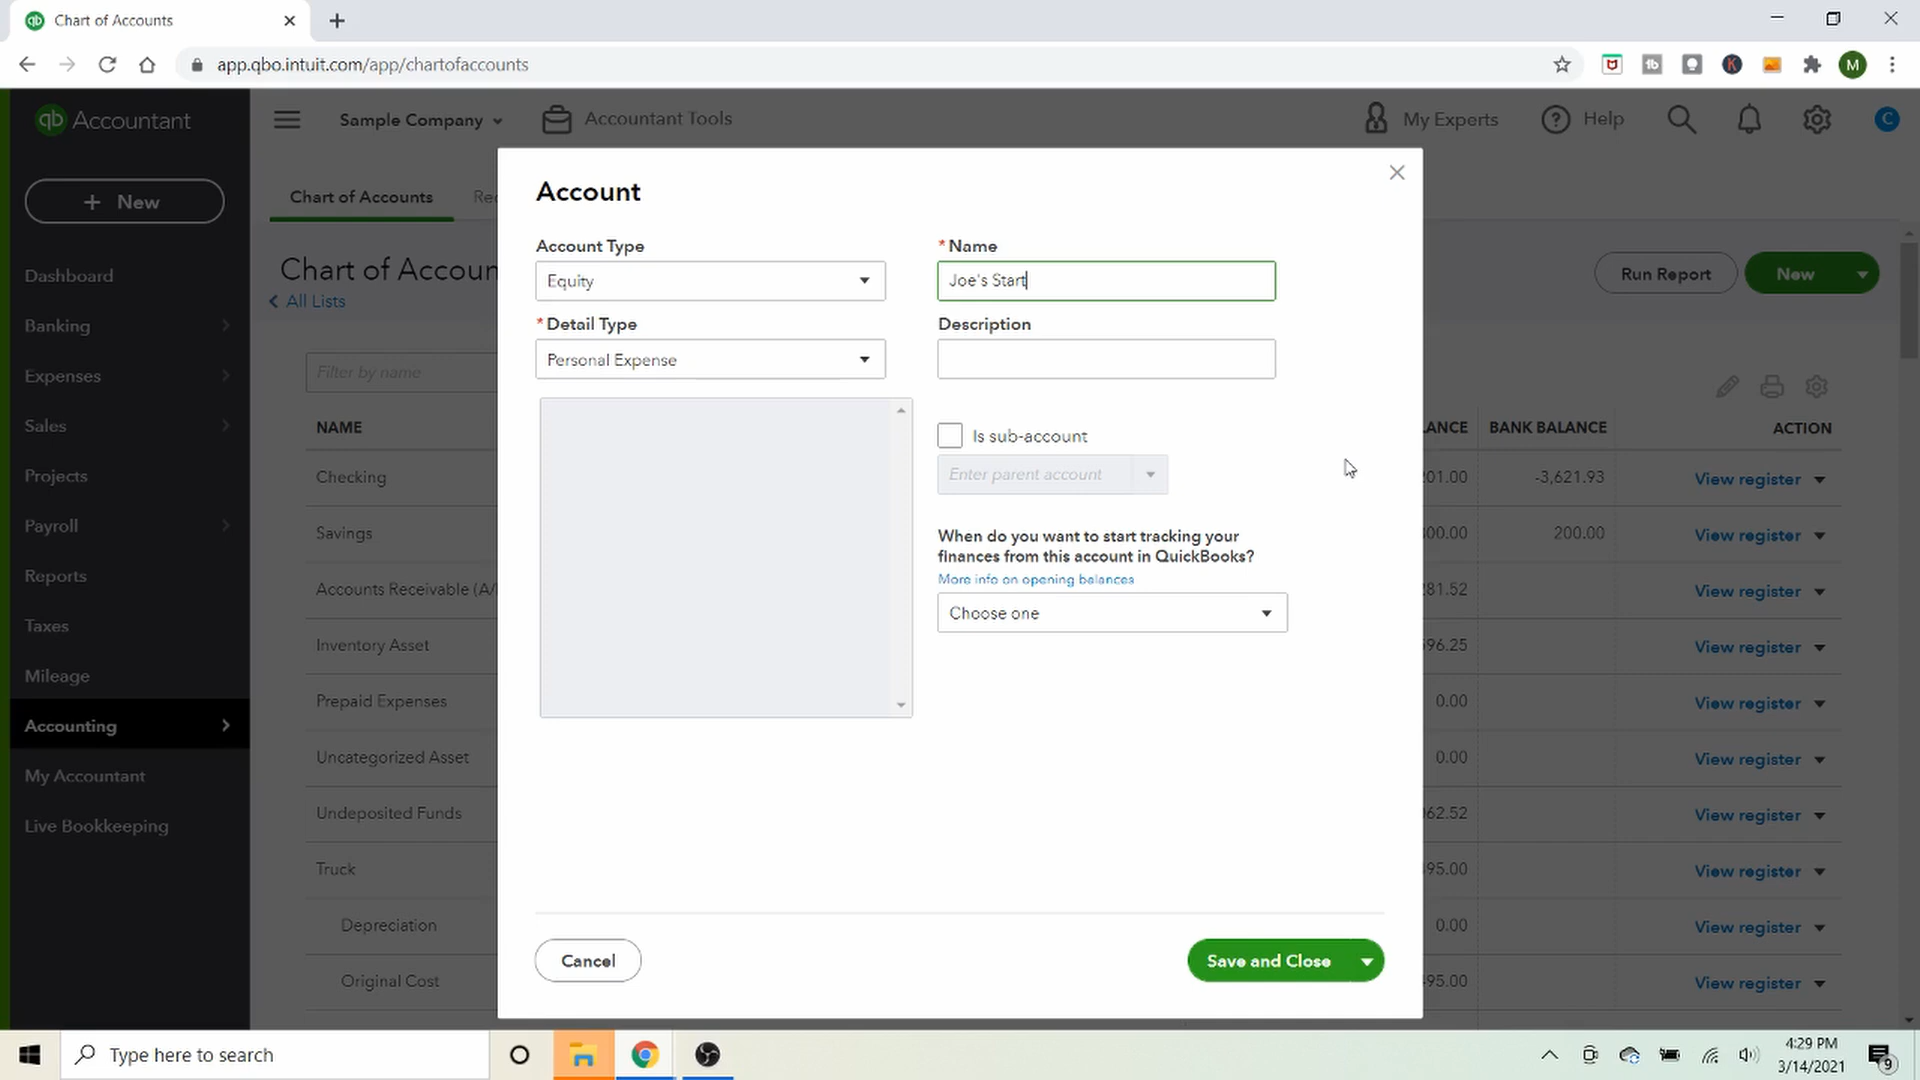 Chart of Accounts
app.qbo.intuit.com/app/chartofaccounts
M
qb Accountant
Sample Company
Accountant Tools
My Experts
Help
C
+ New
Chart of Accounts
Rec
Dashboard
Banking
Expenses
Sales
Projects
Payroll
Reports
Taxes
Mileage
Accounting
My Accountant
Live Bookkeeping
Chart of Accoun
All Lists
Run Report
New
Filter by name
NAME
LANCE
BANK BALANCE
ACTION
Checking
201.00
-3,621.93
View register
Savings
00.00
200.00
View register
Accounts Receivable (A/
281.52
View register
Inventory Asset
96.25
View register
Prepaid Expenses
0.00
View register
Uncategorized Asset
0.00
View register
Undeposited Funds
062.52
View register
Truck
95.00
View register
Depreciation
0.00
View register
Original Cost
95.00
View register
Account
Account Type
Equity
* Name
Joe's Start
* Detail Type
Personal Expense
Description
Is sub-account
Enter parent account
When do you want to start tracking your
finances from this account in QuickBooks?
More info on opening balances
Choose one
Cancel
Save and Close
Type here to search
4:29 PM
3/14/2021
9